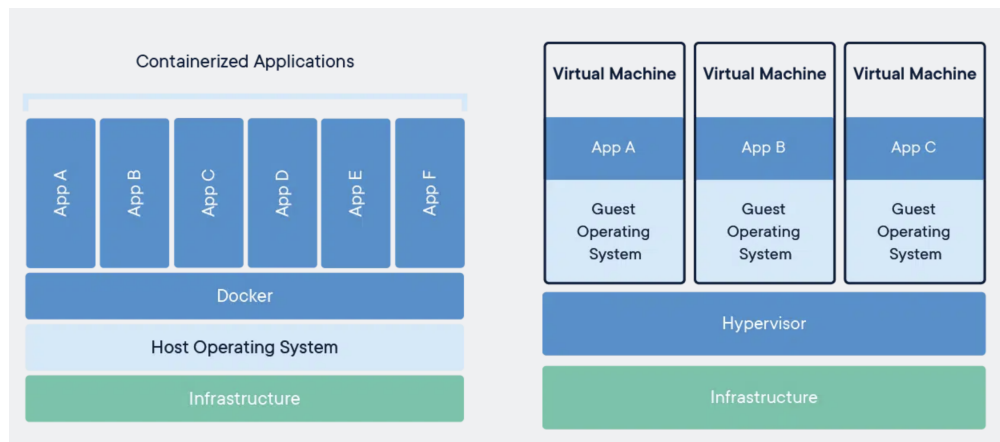 Containerized Applications
App A
App B
App C
App D
App E
App F
Docker
Host Operating System
Infrastructure
Virtual Machine
App A
Guest
Operating
System
Virtual Machine
App B
Guest
Operating
System
Virtual Machine
App C
Guest
Operating
System
Hypervisor
Infrastructure